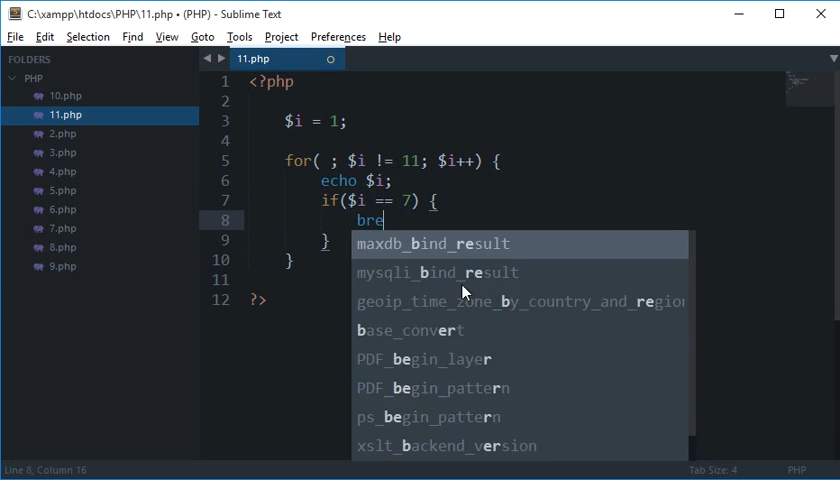 C:\xampp\htdocs\PHP\11.php • (PHP) - Sublime Text
File Edit Selection Find View Goto Tools Project Preferences Help
FOLDERS
PHP
10.php
11.php
2.php
3.php
4.php
5.php
6.php
7.php
8.php
9.php
11.php
1 <?php
2
3 $i = 1;
4
5 for( ; $i != 11; $i++) {
6 echo $i;
7 if($i == 7) {
8 bre
9 }
10 }
11
12 ?>
maxdb_bind_result
mysqli_bind_result
geoip_time_zone_by_country_and_region
base_convert
PDF_begin_layer
PDF_begin_pattern
ps_begin_pattern
xslt_backend_version
Line 8, Column 16 Tab Size: 4 PHP